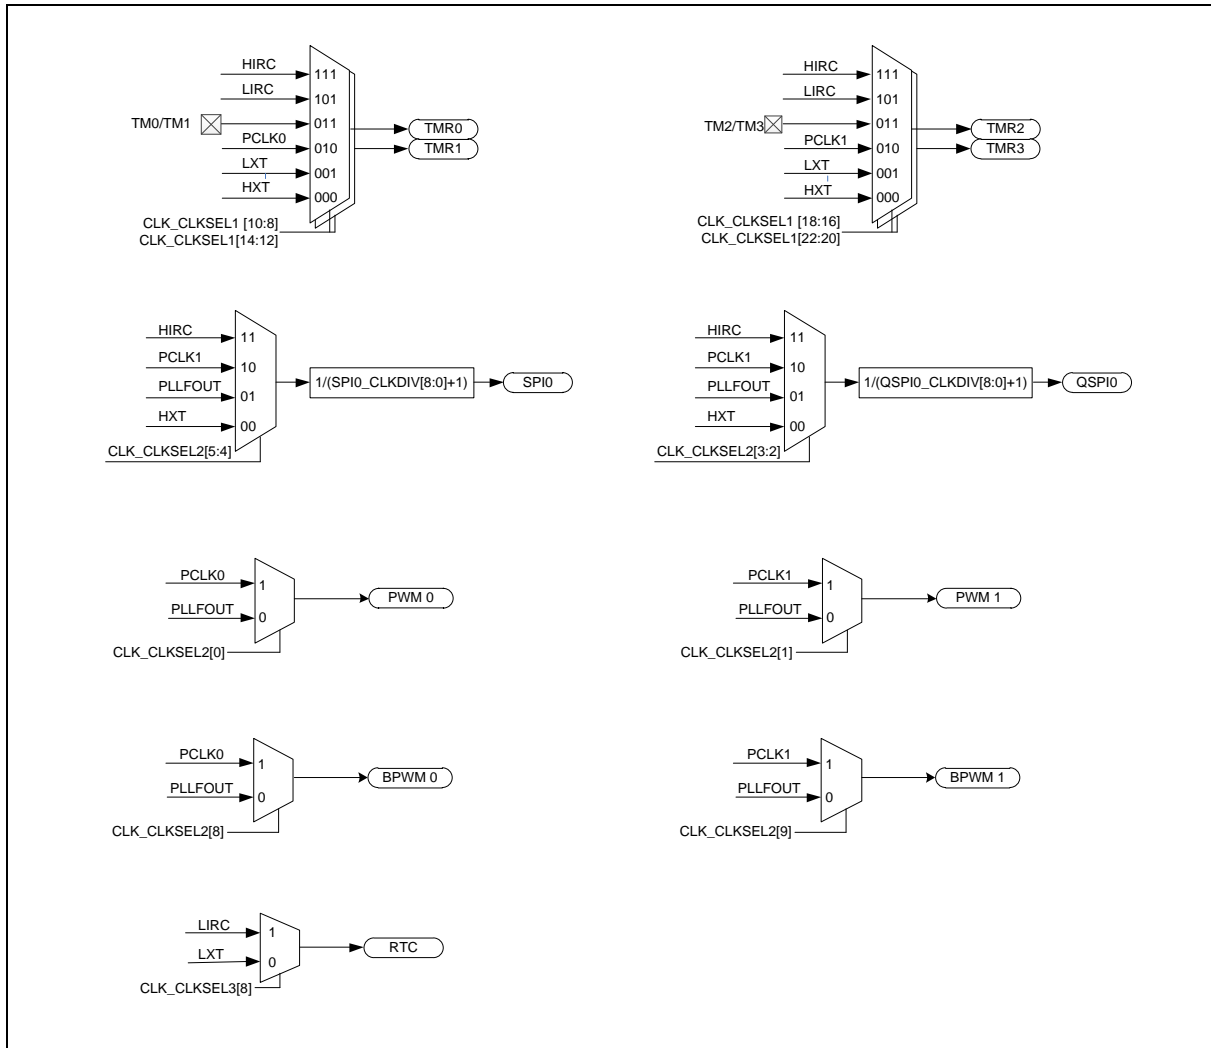 HIRC
111
LIRC
101
TM0/TM1
011
TMR0
PCLK0
010
TMR1
LXT
001
HXT
000
CLK_CLKSEL1 [10:8]
CLK_CLKSEL1[14:12]
HIRC
111
LIRC
101
TM2/TM3
011
TMR2
PCLK1
010
TMR3
LXT
001
HXT
000
CLK_CLKSEL1 [18:16]
CLK_CLKSEL1[22:20]
HIRC
11
PCLK1
10
1/(SPI0_CLKDIV[8:0]+1)
SPI0
PLLFOUT
01
HXT
00
CLK_CLKSEL2[5:4]
HIRC
11
PCLK1
10
1/(QSPI0_CLKDIV[8:0]+1)
QSPI0
PLLFOUT
01
HXT
00
CLK_CLKSEL2[3:2]
PCLK0
1
PWM 0
PLLFOUT
0
CLK_CLKSEL2[0]
PCLK1
1
PWM 1
PLLFOUT
0
CLK_CLKSEL2[1]
PCLK0
1
BPWM 0
PLLFOUT
0
CLK_CLKSEL2[8]
PCLK1
1
BPWM 1
PLLFOUT
0
CLK_CLKSEL2[9]
LIRC
1
RTC
LXT
0
CLK_CLKSEL3[8]